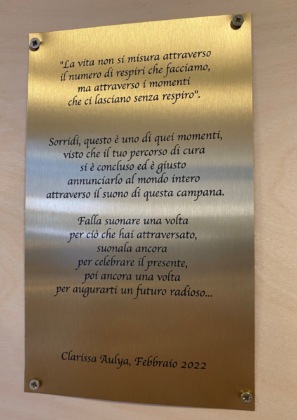 "La vita non si misura attraverso
il numero di respiri che facciamo,
ma attraverso i momenti
che ci lasciano senza respiro".
Sorridi, questo è uno di quei momenti,
visto che il tuo percorso di cura
si è concluso ed è giusto
annunciarlo al mondo intero
attraverso il suono di questa campana.
Falla suonare una volta
per ciò che hai attraversato,
suonala ancora
per celebrare il presente,
poi ancora una volta
per augurarti un futuro radioso...
Clarissa Aulya, Febbraio 2022